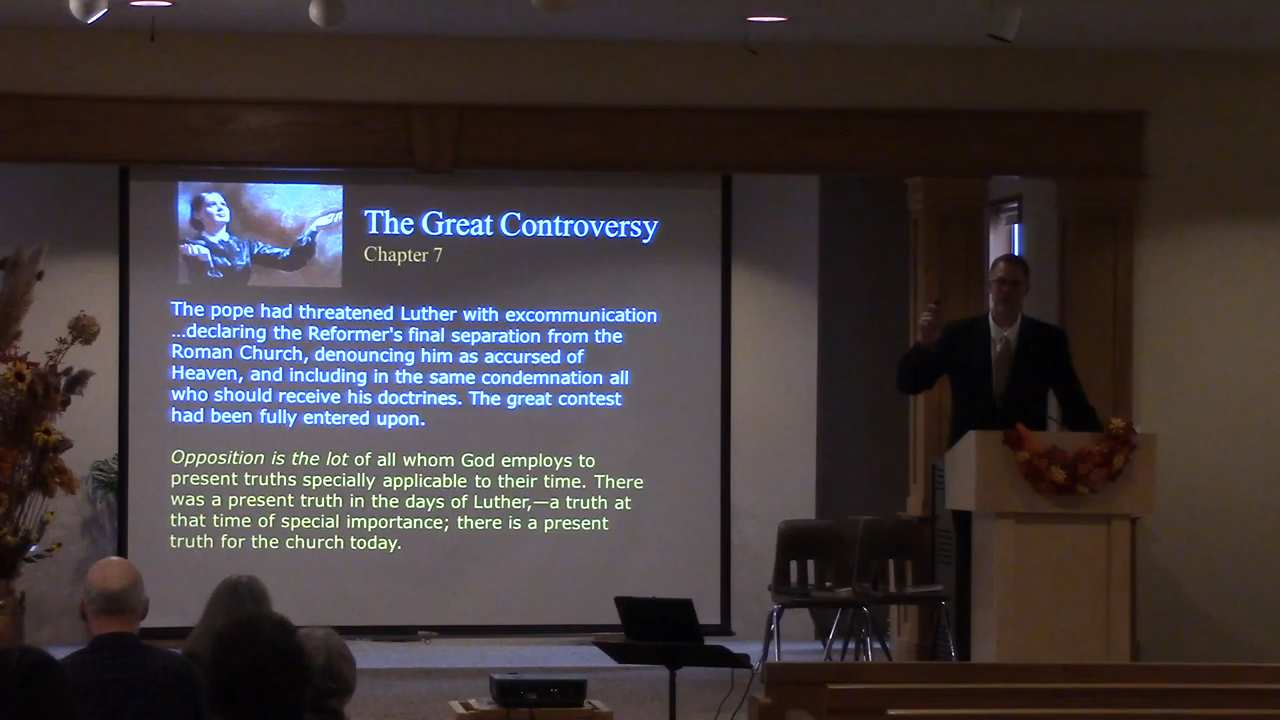 The Great Controversy
Chapter 7
The pope had threatened Luther with excommunication
...declaring the Reformer's final separation from the
Roman Church, denouncing him as accursed of
Heaven, and including in the same condemnation all
who should receive his doctrines. The great contest
had been fully entered upon.
Opposition is the lot of all whom God employs to
present truths specially applicable to their time. There
was a present truth in the days of Luther,—a truth at
that time of special importance; there is a present
truth for the church today.